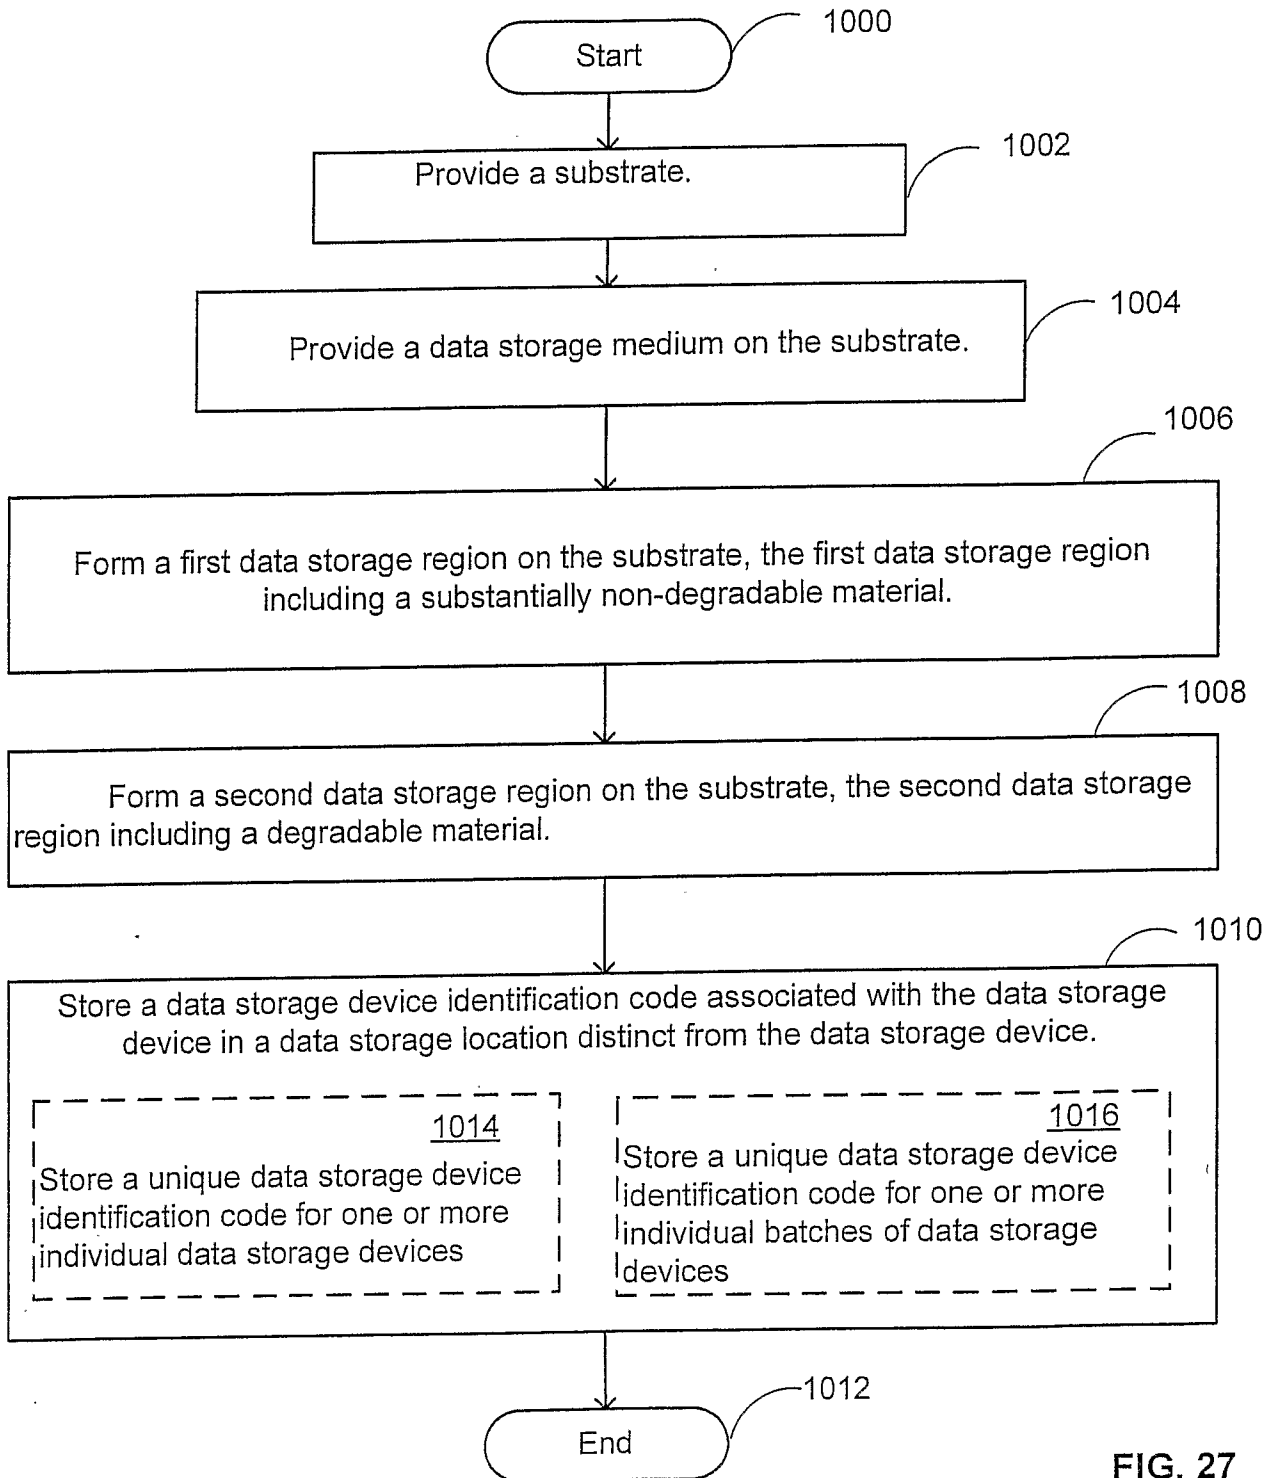 1000
Start
1002
Provide a substrate.
1004
Provide a data storage medium on the substrate.
1006
Form a first data storage region on the substrate, the first data storage region
including a substantially non-degradable material.
1008
Form a second data storage region on the substrate, the second data storage
region including a degradable material.
1010
Store a data storage device identification code associated with the data storage
device in a data storage location distinct from the data storage device.
1014
Store a unique data storage device
identification code for one or more
individual data storage devices
1016
Store a unique data storage device
identification code for one or more
individual batches of data storage
devices
1012
End
FIG. 27